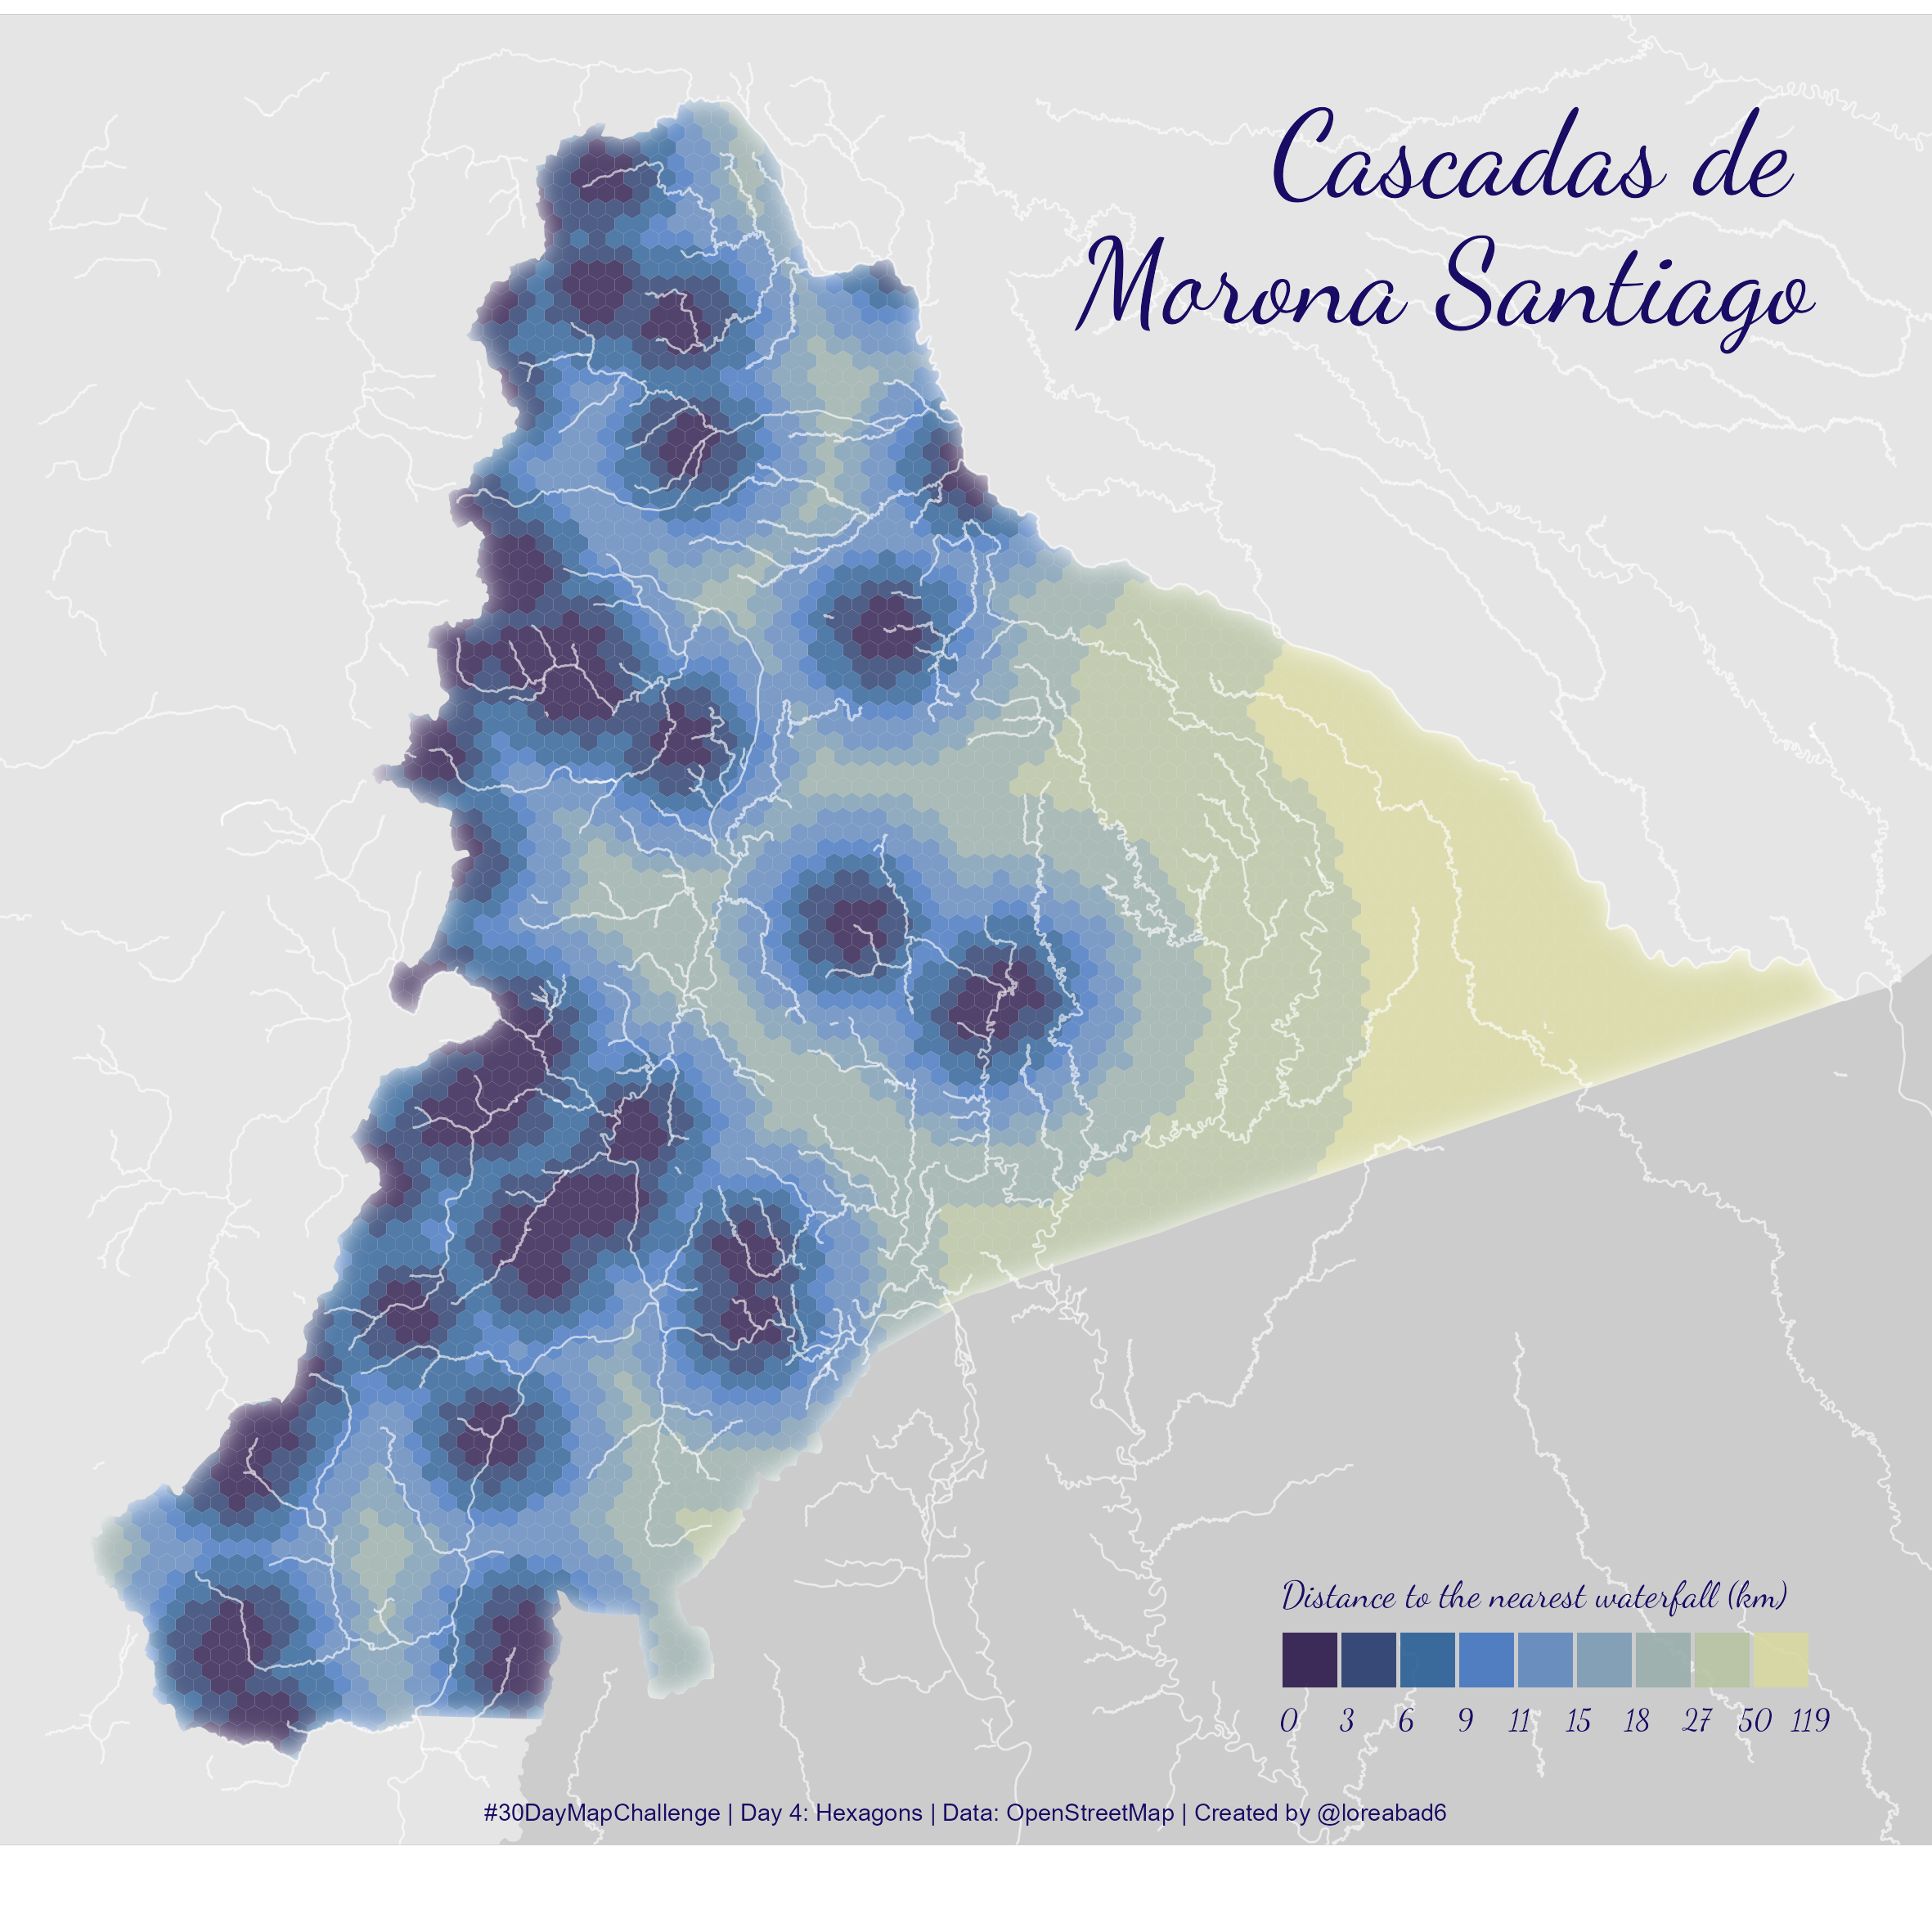 Cascadas de
Morona Santiago
Distance to the nearest waterfall (km)
0 3 6 9 11 15 18 27 50 119
#30DayMapChallenge | Day 4: Hexagons | Data: OpenStreetMap | Created by @loreabad6